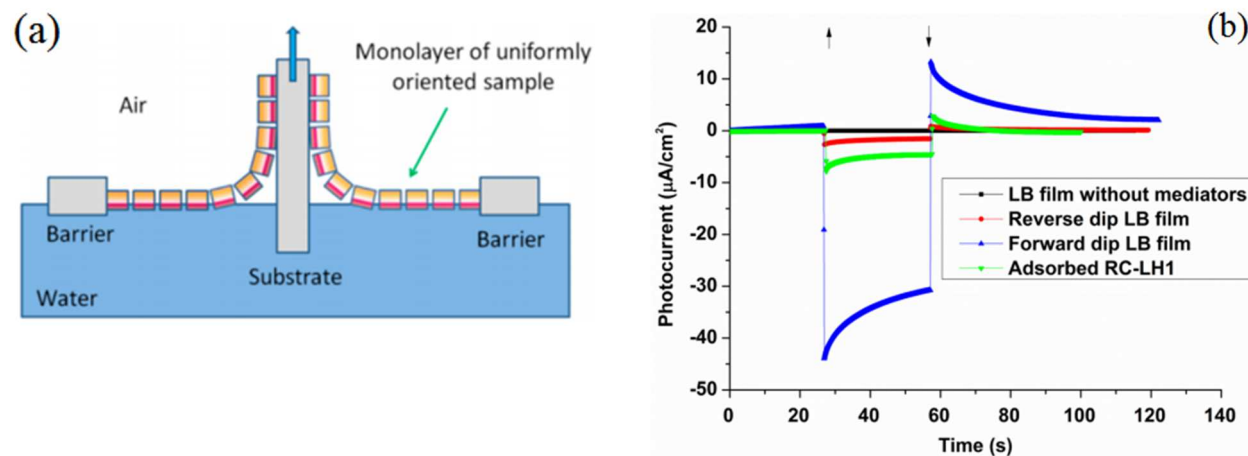 (a)
Monolayer of uniformly
oriented sample
Air
Barrier
Barrier
Substrate
Water
(b)
20
10
0
-10
-20
-30
-40
-50
Photocurrent (µA/cm²)
LB film without mediators
Reverse dip LB film
Forward dip LB film
Adsorbed RC-LH1
0 20 40 60 80 100 120 140
Time (s)